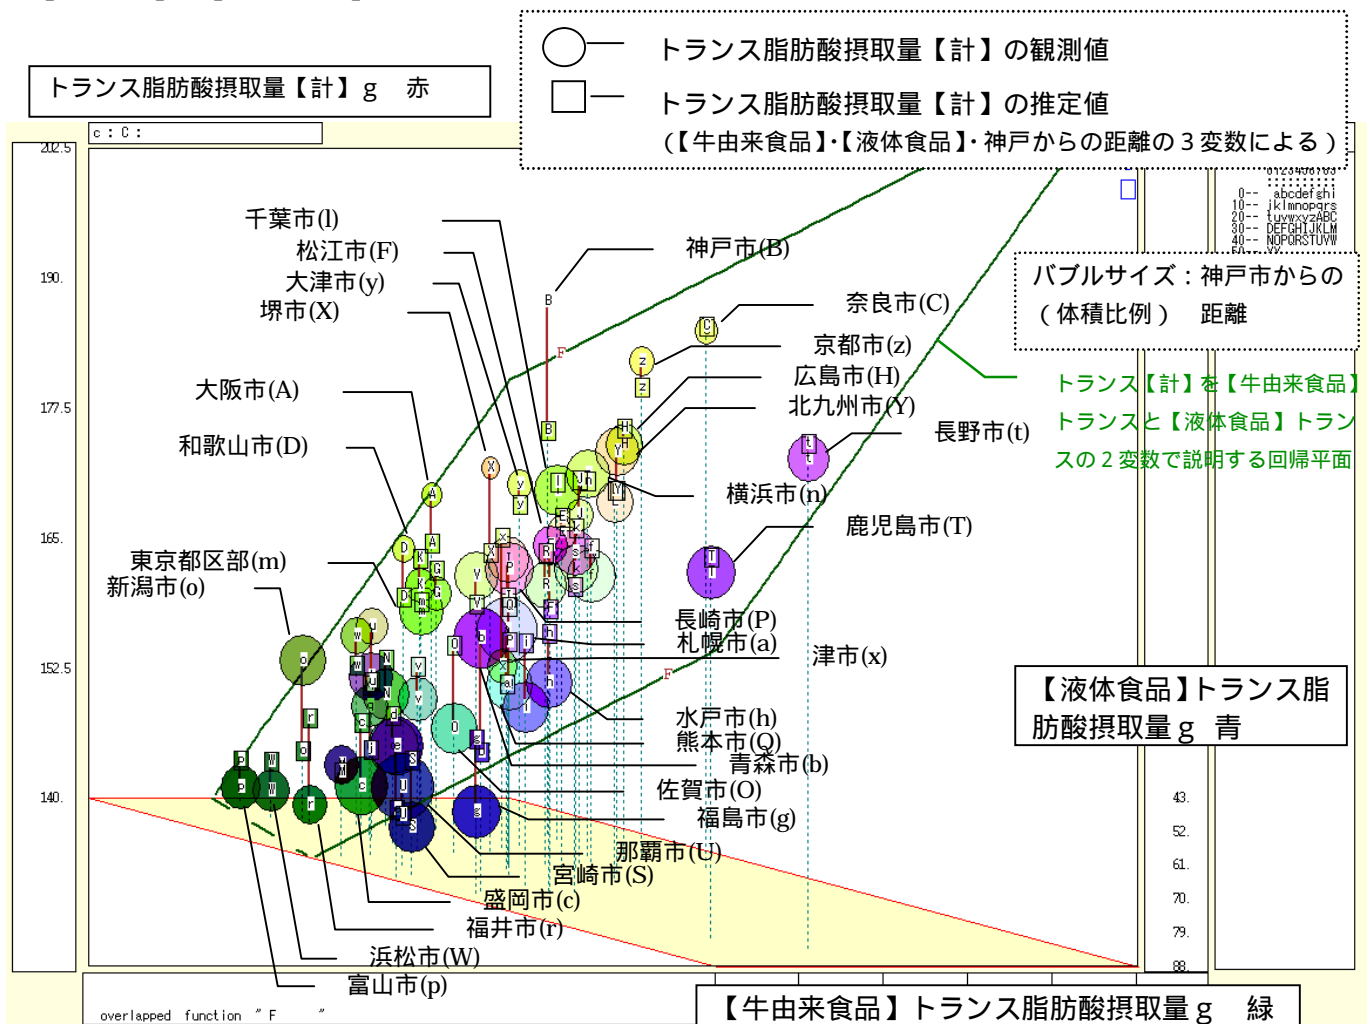 トランス脂肪酸摂取量【計】の観測値
トランス脂肪酸摂取量【計】の推定値
(【牛由来食品】・【液体食品】・神戸からの距離の３変数による)
トランス脂肪酸摂取量【計】ｇ　赤
c : C :
202.5
190.
177.5
165.
152.5
140.
0-- abcdefghi
10-- jklmnopqrs
20-- tuvwxyzABC
30-- DEFGHIJKLM
40-- NOPQRSTUVW
バブルサイズ：神戸市からの
（体積比例）　距離
千葉市(l)
松江市(F)
大津市(y)
堺市(X)
大阪市(A)
和歌山市(D)
東京都区部(m)
新潟市(o)
神戸市(B)
奈良市(C)
京都市(z)
広島市(H)
北九州市(Y)
長野市(t)
横浜市(n)
鹿児島市(T)
トランス【計】を【牛由来食品】
トランスと【液体食品】トラン
スの２変数で説明する回帰平面
長崎市(P)
札幌市(a)
津市(x)
水戸市(h)
熊本市(Q)
青森市(b)
佐賀市(O)
福島市(g)
那覇市(U)
宮崎市(S)
盛岡市(c)
福井市(r)
浜松市(W)
富山市(p)
【液体食品】トランス脂
肪酸摂取量ｇ 青
43.
52.
61.
70.
79.
88.
【牛由来食品】トランス脂肪酸摂取量ｇ　緑
overlapped function ″ F ″